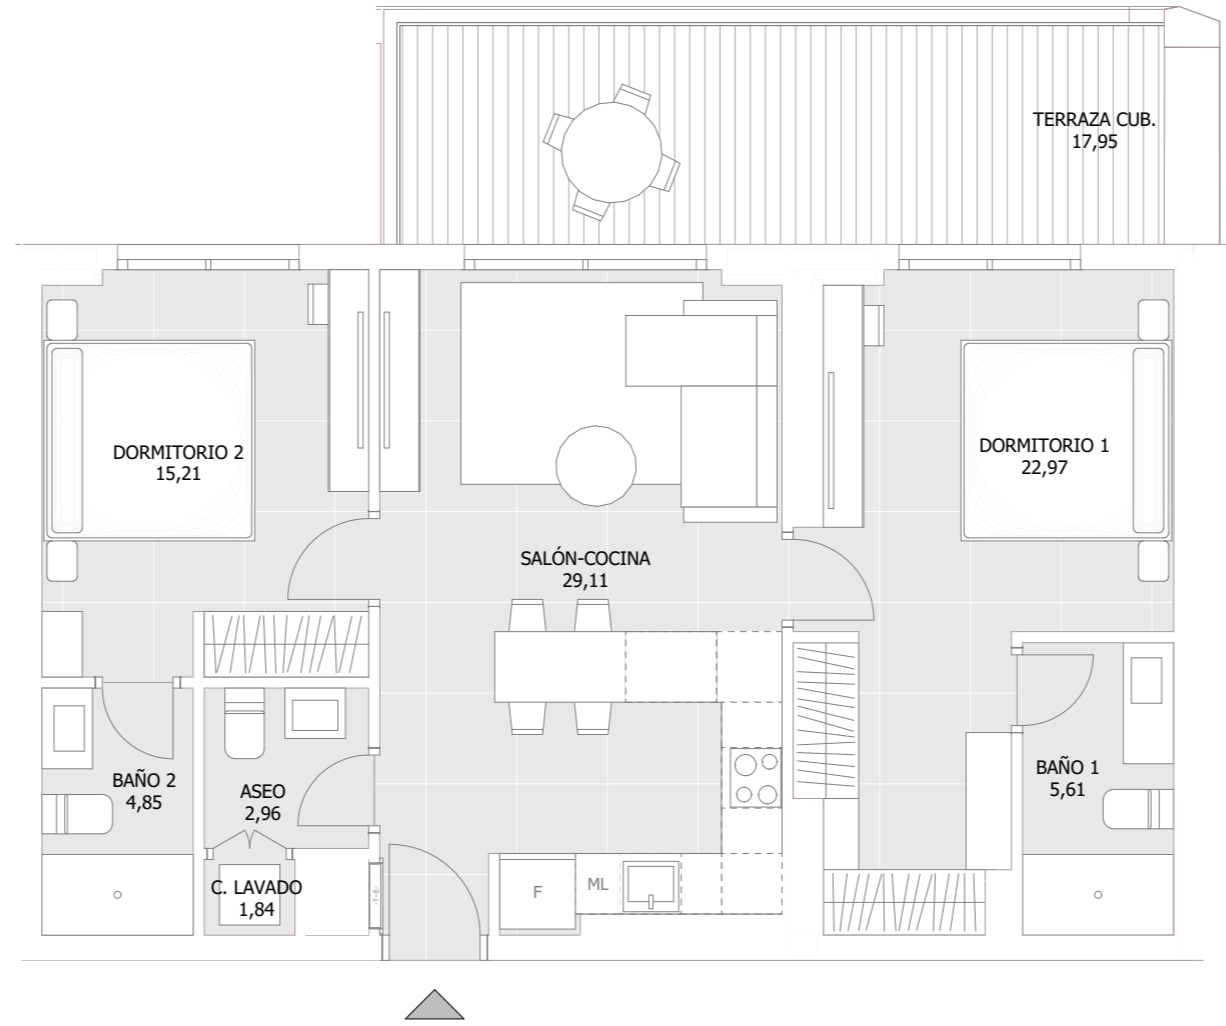 TERRAZA CUB.
17,95
DORMITORIO 2
15,21
DORMITORIO 1
22,97
SALÓN-COCINA
29,11
BAÑO 2
4,85
ASEO
2,96
BAÑO 1
5,61
C. LAVADO
1,84
-T-E-
F
ML